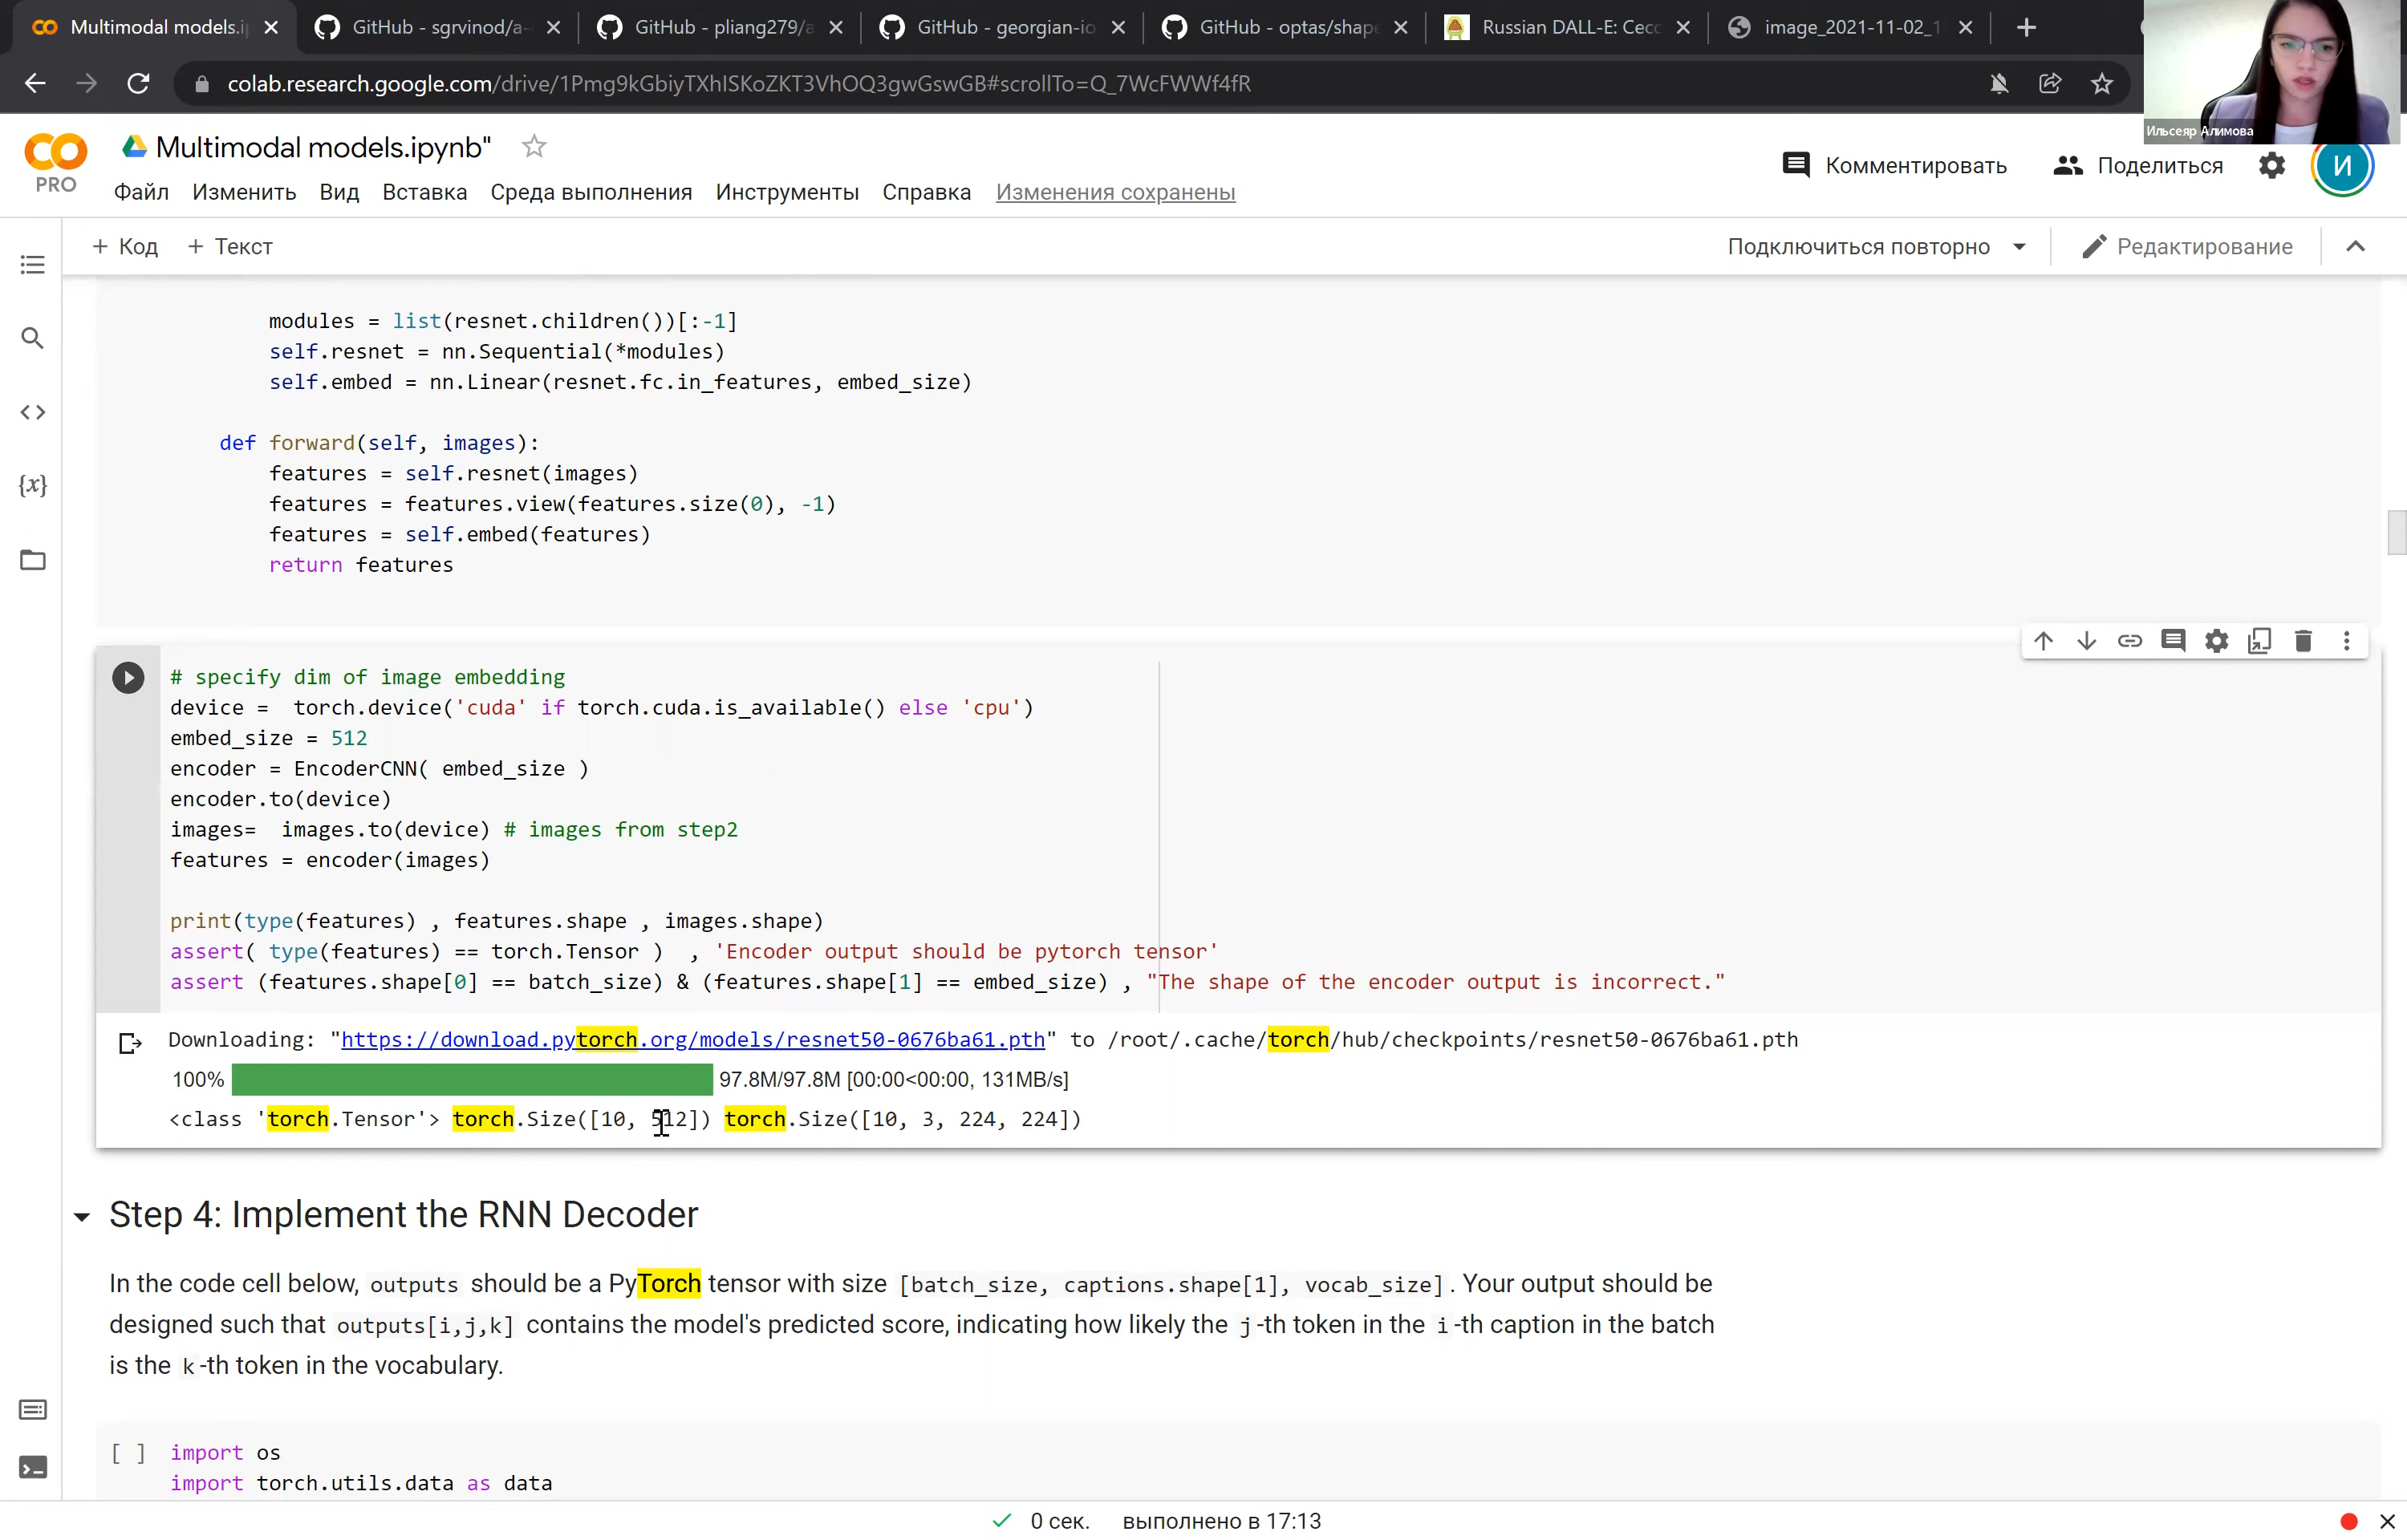 Multimodal models.i
GitHub - sgrvinod/a-
GitHub - pliang279/a
GitHub - georgian-io
GitHub - optas/shape
Russian DALL-E: Cecc
image_2021-11-02_1
colab.research.google.com/drive/1Pmg9kGbiyTXhISKoZKT3VhOQ3gwGswGB#scrollTo=Q_7WcFWWf4fR
Ильсеяр Алимова
PRO
Multimodal models.ipynb"
Файл Изменить Вид Вставка Среда выполнения Инструменты Справка Изменения сохранены
Комментировать
Поделиться
И
+ Код + Текст
Подключиться повторно
Редактирование
modules = list(resnet.children())[:-1]
self.resnet = nn.Sequential(*modules)
self.embed = nn.Linear(resnet.fc.in_features, embed_size)
def forward(self, images):
features = self.resnet(images)
features = features.view(features.size(0), -1)
features = self.embed(features)
return features
# specify dim of image embedding
device =  torch.device('cuda' if torch.cuda.is_available() else 'cpu')
embed_size = 512
encoder = EncoderCNN( embed_size )
encoder.to(device)
images=  images.to(device) # images from step2
features = encoder(images)
print(type(features) , features.shape , images.shape)
assert( type(features) == torch.Tensor )  , 'Encoder output should be pytorch tensor'
assert (features.shape[0] == batch_size) & (features.shape[1] == embed_size) , "The shape of the encoder output is incorrect."
Downloading: "https://download.pytorch.org/models/resnet50-0676ba61.pth" to /root/.cache/torch/hub/checkpoints/resnet50-0676ba61.pth
100% 97.8M/97.8M [00:00<00:00, 131MB/s]
<class 'torch.Tensor'> torch.Size([10, 512]) torch.Size([10, 3, 224, 224])
Step 4: Implement the RNN Decoder
In the code cell below, outputs should be a PyTorch tensor with size [batch_size, captions.shape[1], vocab_size]. Your output should be
designed such that outputs[i,j,k] contains the model's predicted score, indicating how likely the j-th token in the i-th caption in the batch
is the k-th token in the vocabulary.
[ ] import os
import torch.utils.data as data
0 сек. выполнено в 17:13